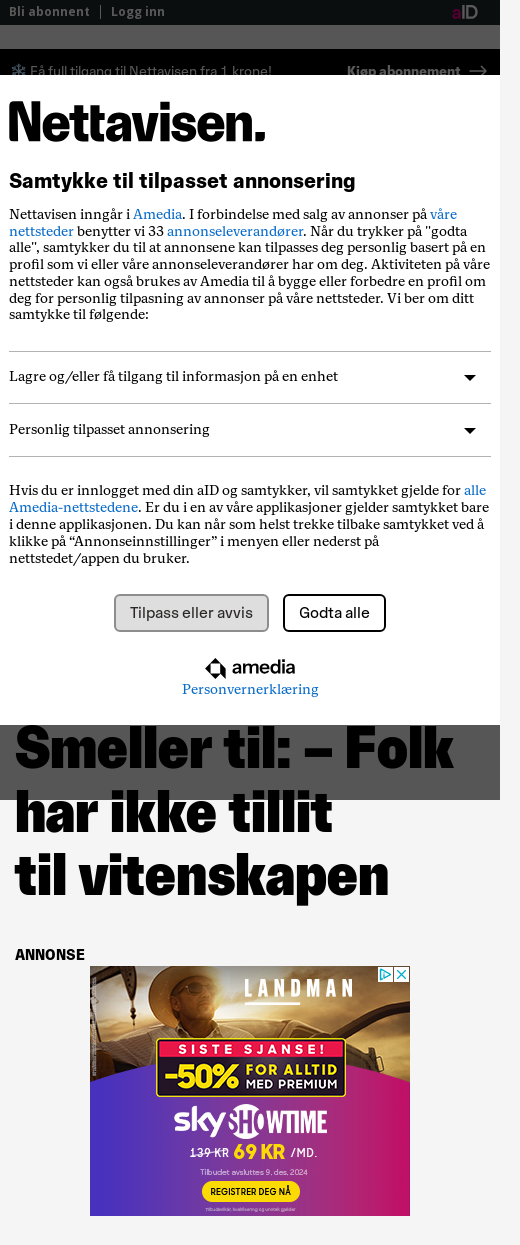 Bli abonnent | Logg inn
aID
Få full tilgang til Nettavisen fra 1 krone!
Kjøp abonnement →
Nettavisen.
Samtykke til tilpasset annonsering
Nettavisen inngår i Amedia. I forbindelse med salg av annonser på våre
nettsteder benytter vi 33 annonseleverandører. Når du trykker på "godta
alle", samtykker du til at annonsene kan tilpasses deg personlig basert på en
profil som vi eller våre annonseleverandører har om deg. Aktiviteten på våre
nettsteder kan også brukes av Amedia til å bygge eller forbedre en profil om
deg for personlig tilpasning av annonser på våre nettsteder. Vi ber om ditt
samtykke til følgende:
Lagre og/eller få tilgang til informasjon på en enhet
Personlig tilpasset annonsering
Hvis du er innlogget med din aID og samtykker, vil samtykket gjelde for alle
Amedia-nettstedene. Er du i en av våre applikasjoner gjelder samtykket bare
i denne applikasjonen. Du kan når som helst trekke tilbake samtykket ved å
klikke på “Annonseinnstillinger” i menyen eller nederst på
nettstedet/appen du bruker.
Tilpass eller avvis
Godta alle
amedia
Personvernerklæring
Smeller til: – Folk
har ikke tillit
til vitenskapen
ANNONSE
LANDMAN
SISTE SJANSE!
-50% FOR ALLTID
MED PREMIUM
sky SHOWTIME
139 KR 69 KR /MD.
Tilbudet avsluttes 9. des. 2024
REGISTRER DEG NÅ